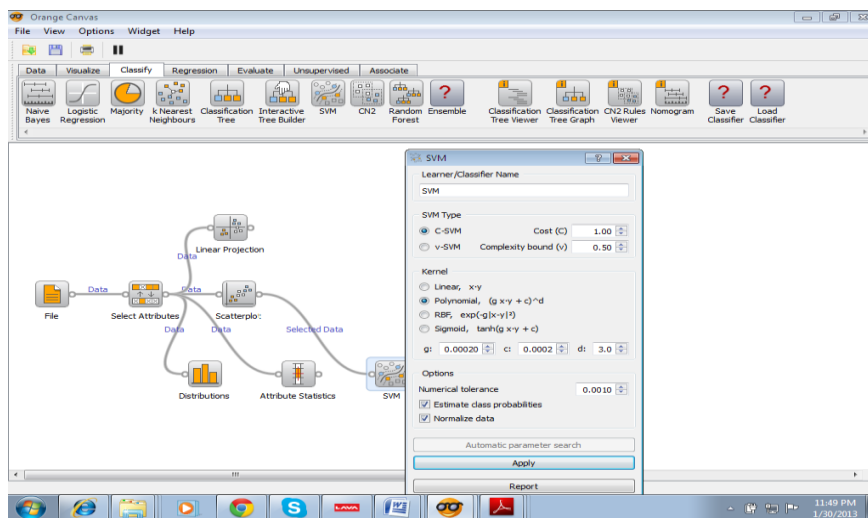 Orange Canvas
File View Options Widget Help
Data Visualize Classify Regression Evaluate Unsupervised Associate
Naive Bayes
Logistic Regression
Majority
k Nearest Neighbours
Classification Tree
Interactive Tree Builder
SVM
CN2
Random Forest
Ensemble
Classification Tree Viewer
Classification Tree Graph
CN2 Rules Viewer
Nomogram
Save Classifier
Load Classifier
Linear Projection
Data
Data
Data
File
Select Attributes
Scatterplo
Data
Data
Selected Data
Distributions
Attribute Statistics
SVM
SVM
Learner/Classifier Name
SVM
SVM Type
C-SVM Cost (C) 1.00
v-SVM Complexity bound (v) 0.50
Kernel
Linear, x·y
Polynomial, (g x·y + c)^d
RBF, exp(-g|x-y|²)
Sigmoid, tanh(g x·y + c)
g: 0.00020 c: 0.0002 d: 3.0
Options
Numerical tolerance 0.0010
Estimate class probabilities
Normalize data
Automatic parameter search
Apply
Report
LAVA
11:49 PM
1/30/2013